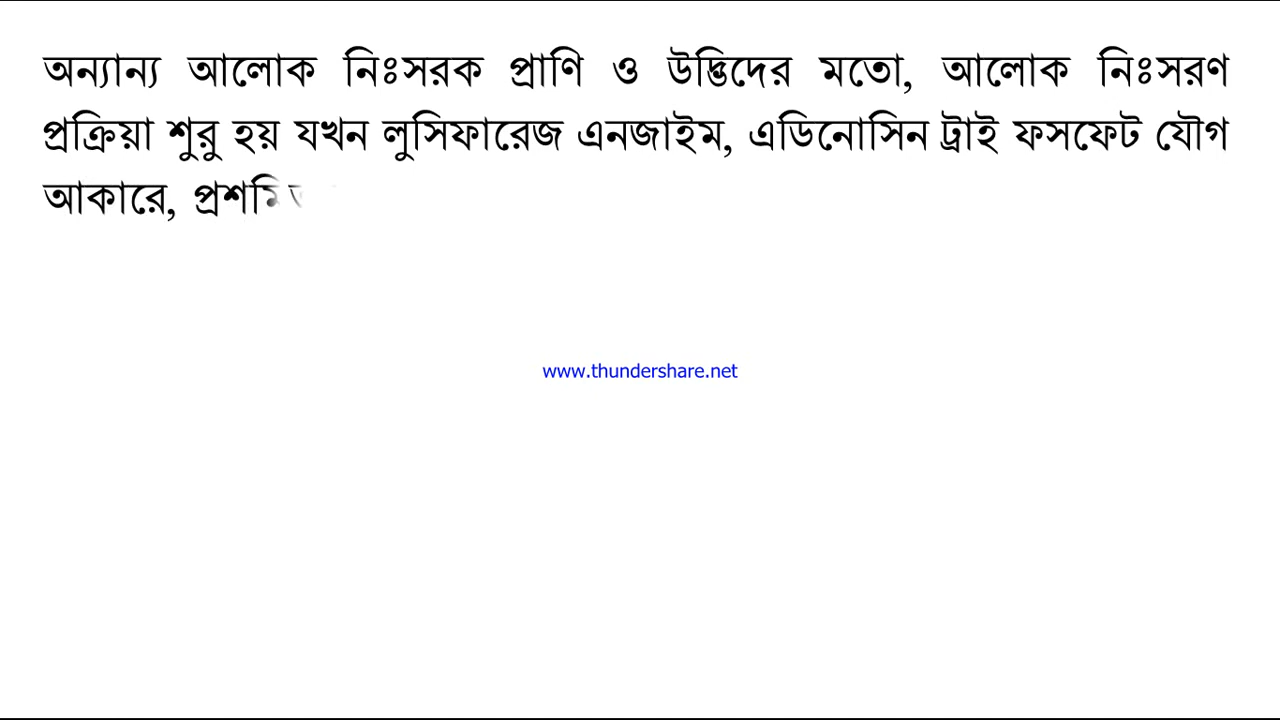 অন্যান্য আলোক নিঃসরক প্রাণি ও উদ্ভিদের মতো, আলোক নিঃসরণ
প্রক্রিয়া শুরু হয় যখন লুসিফারেজ এনজাইম, এডিনোসিন ট্রাই ফসফেট যৌগ
আকারে,
www.thundershare.net